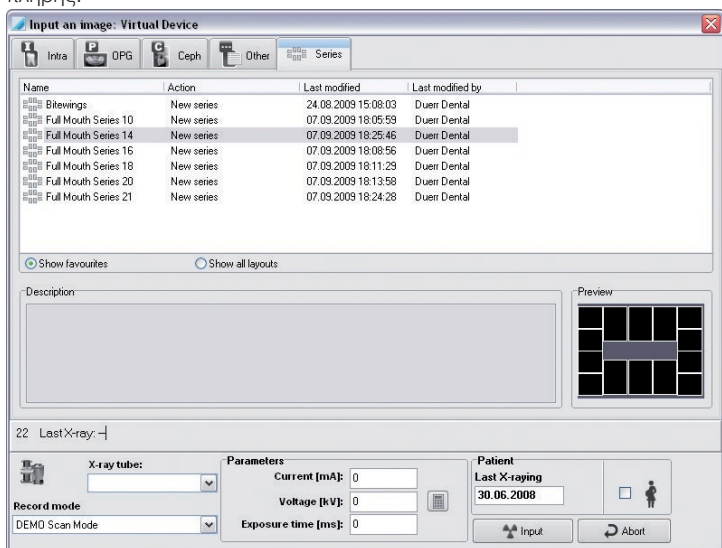 πλήρης.
Input an image: Virtual Device
Intra OPG Ceph Other Series
Name Action Last modified Last modified by
Bitewings New series 24.08.2009 15:08:03 Duerr Dental
Full Mouth Series 10 New series 07.09.2009 18:05:59 Duerr Dental
Full Mouth Series 14 New series 07.09.2009 18:25:46 Duerr Dental
Full Mouth Series 16 New series 07.09.2009 18:08:56 Duerr Dental
Full Mouth Series 18 New series 07.09.2009 18:11:29 Duerr Dental
Full Mouth Series 20 New series 07.09.2009 18:13:58 Duerr Dental
Full Mouth Series 21 New series 07.09.2009 18:24:28 Duerr Dental
Show favourites Show all layouts
Description Preview
22 Last X-ray: -
X-ray tube:
Record mode
DEMO Scan Mode
Parameters
Current [mA]: 0
Voltage [kV]: 0
Exposure time [ms]: 0
Patient
Last X-raying
30.06.2008
Input Abort